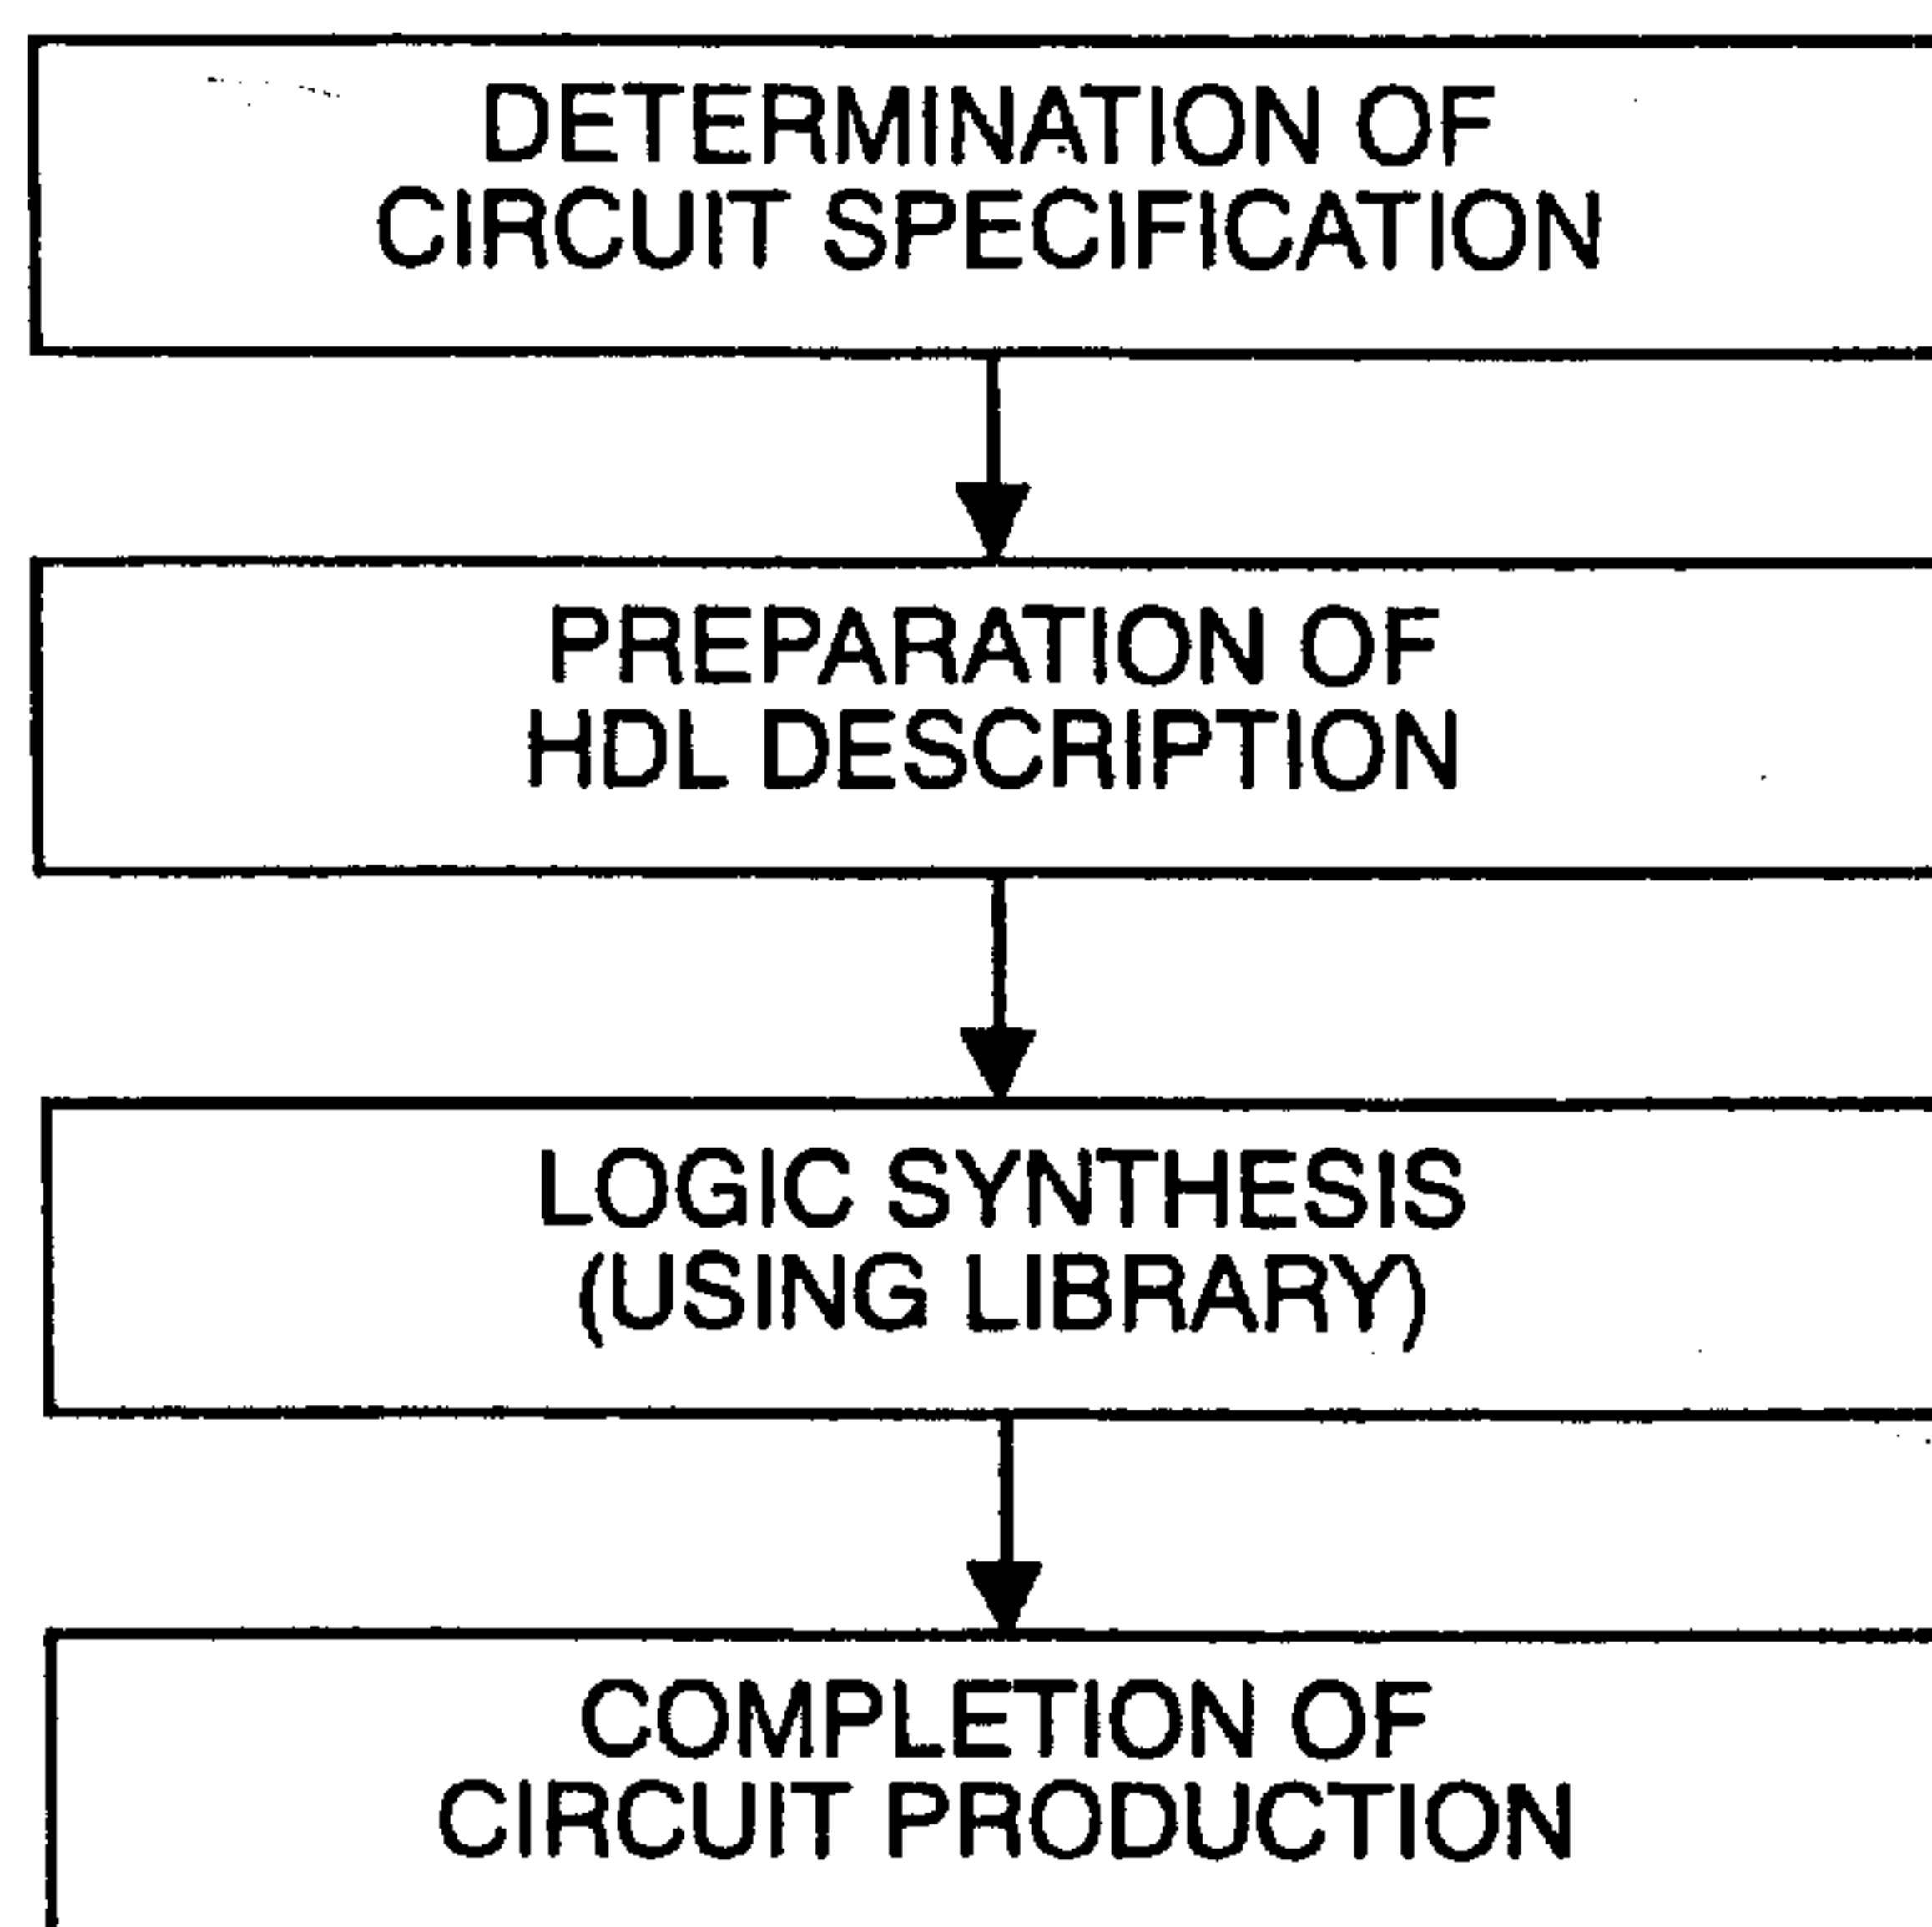 DETERMINATION OF
CIRCUIT SPECIFICATION
PREPARATION OF
HDL DESCRIPTION
LOGIC SYNTHESIS
(USING LIBRARY)
COMPLETION OF
CIRCUIT PRODUCTION